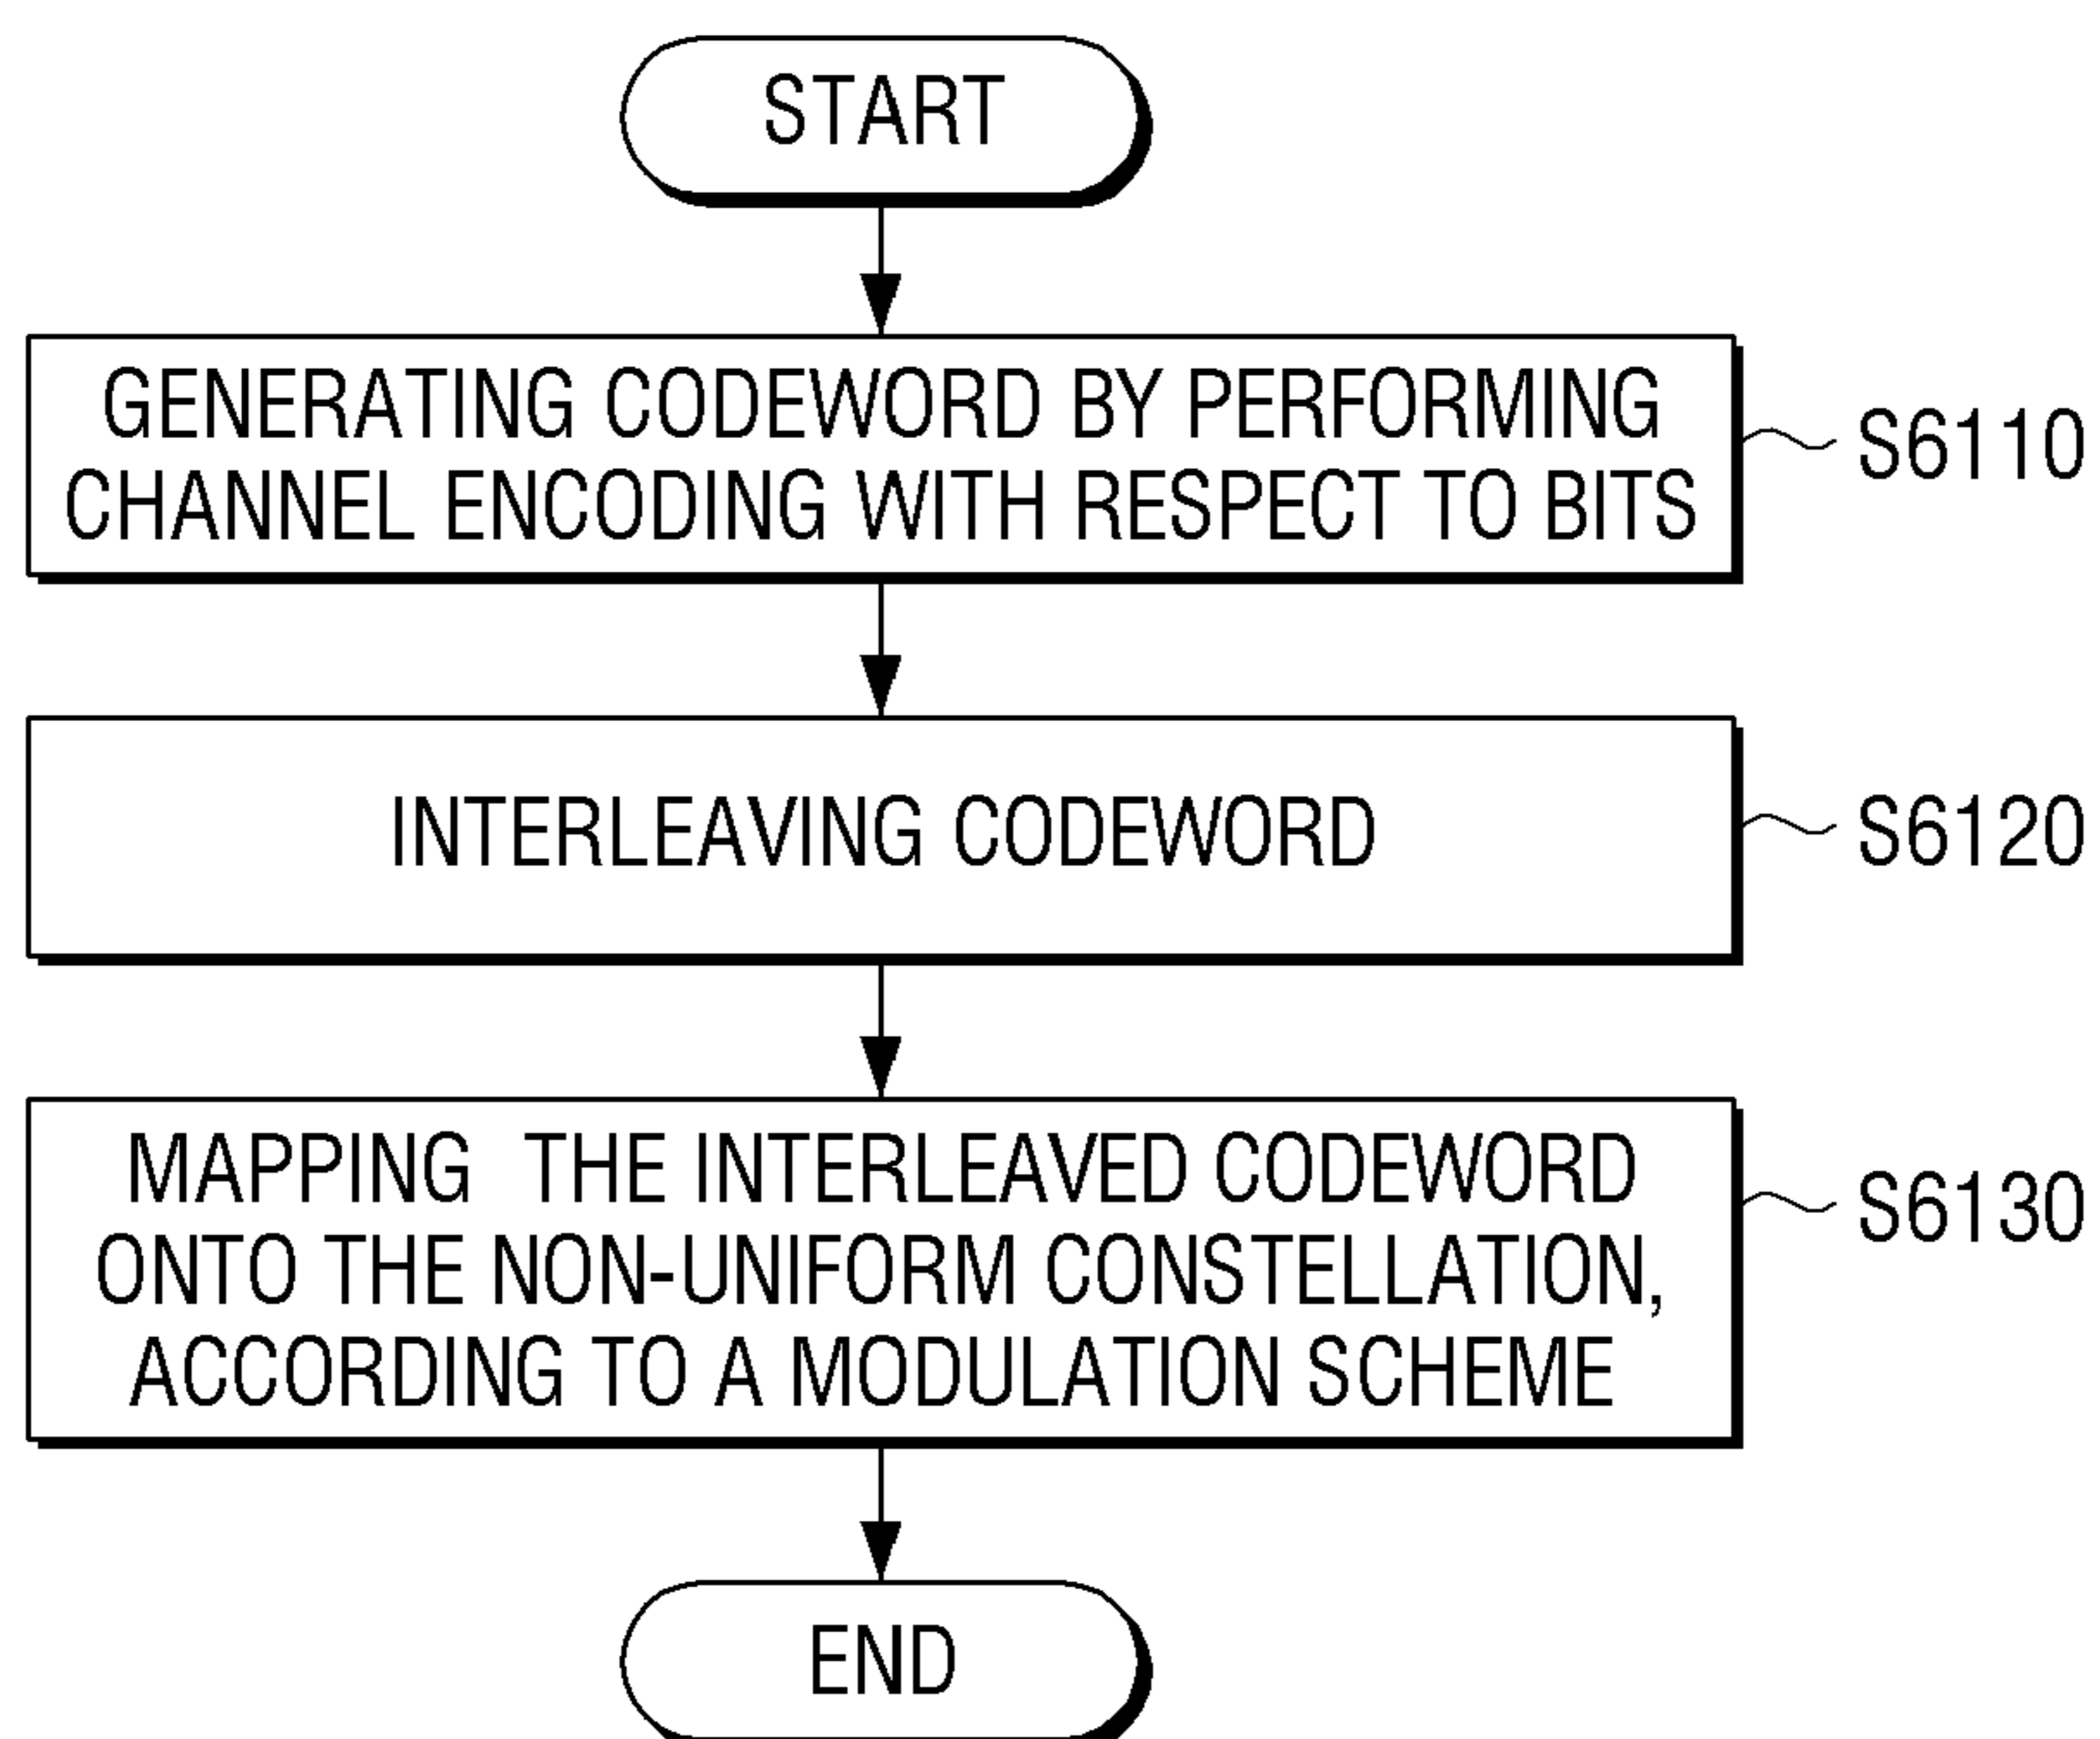 START
GENERATING CODEWORD BY PERFORMING
CHANNEL ENCODING WITH RESPECT TO BITS
S6110
INTERLEAVING CODEWORD
S6120
MAPPING THE INTERLEAVED CODEWORD
ONTO THE NON-UNIFORM CONSTELLATION,
ACCORDING TO A MODULATION SCHEME
S6130
END